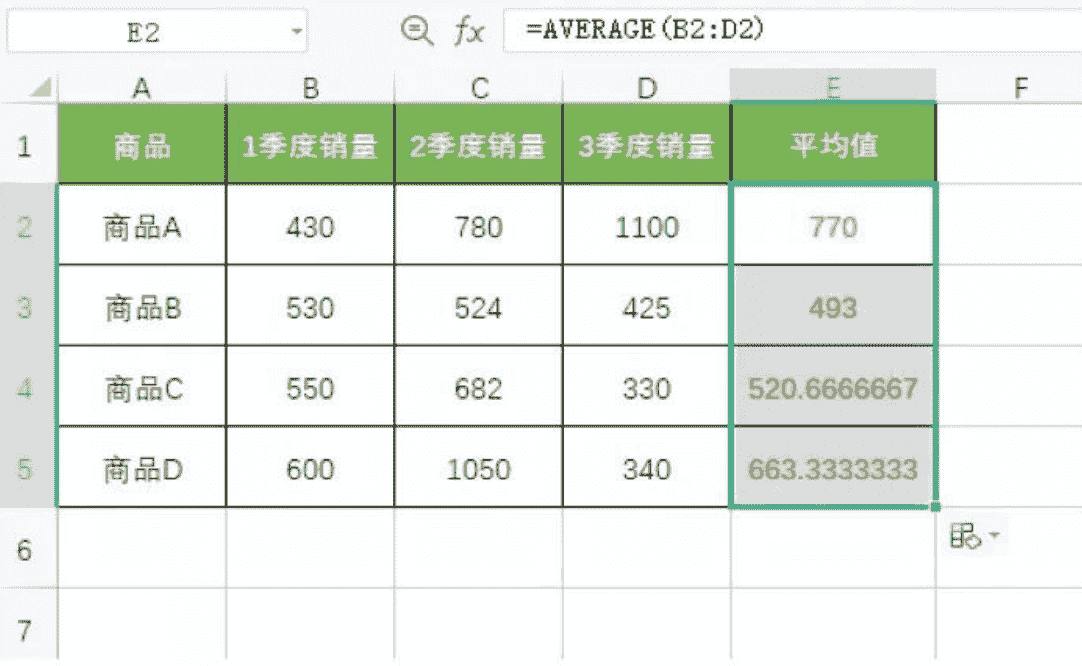 E2 fx =AVERAGE(B2:D2)
A B C D E F
1 商品 1季度销量 2季度销量 3季度销量 平均值
2 商品A 430 780 1100 770
3 商品B 530 524 425 493
4 商品C 550 682 330 520.6666667
5 商品D 600 1050 340 663.3333333
6
7